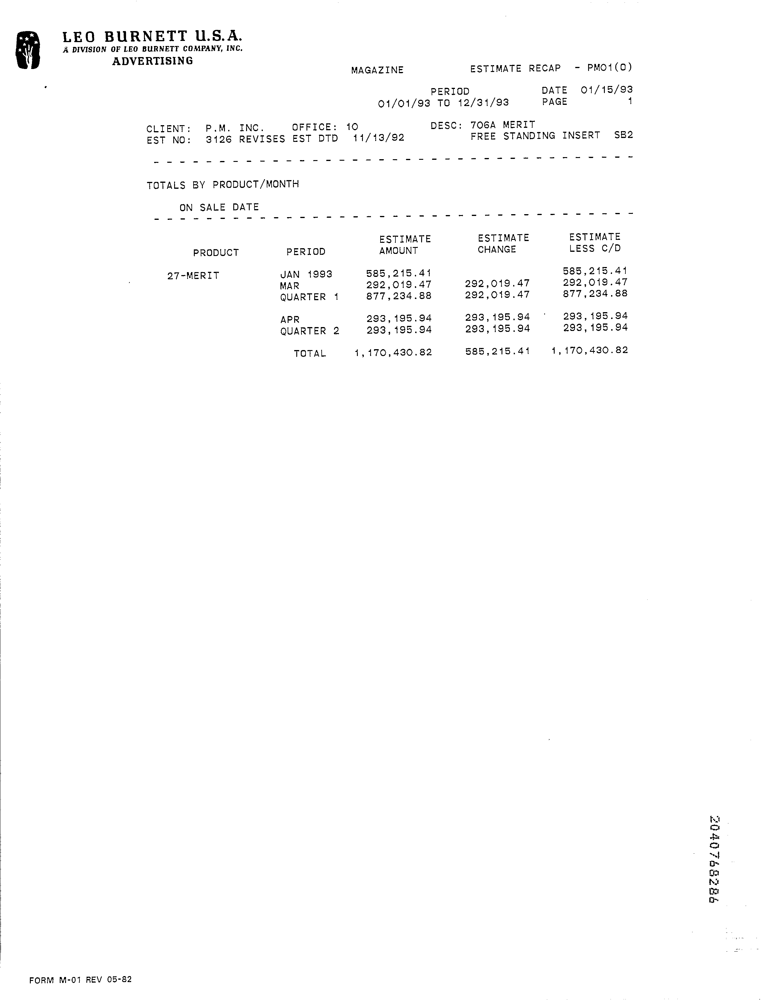 LEO BURNETT U.S.A.
A DIVISION OF LEO BURNETT COMPANY, INC.
ADVERTISING
MAGAZINE ESTIMATE RECAP - PM01(0)
PERIOD DATE 01/15/93
01/01/93 TO 12/31/93 PAGE 1
CLIENT: P.M. INC. OFFICE: 10 DESC: 706A MERIT
EST NO: 3126 REVISES EST DTD 11/13/92 FREE STANDING INSERT SB2
- - - - - - - - - - - - - - - - - - - - - - - - - - - - - - - - - - - - -
TOTALS BY PRODUCT/MONTH
ON SALE DATE
- - - - - - - - - - - - - - - - - - - - - - - - - - - - - - - - - - - - -
ESTIMATE ESTIMATE ESTIMATE
PRODUCT PERIOD AMOUNT CHANGE LESS C/D
27-MERIT JAN 1993 585,215.41 585,215.41
MAR 292,019.47 292,019.47 292,019.47
QUARTER 1 877,234.88 292,019.47 877,234.88
APR 293,195.94 293,195.94 293,195.94
QUARTER 2 293,195.94 293,195.94 293,195.94
TOTAL 1,170,430.82 585,215.41 1,170,430.82
2040768286
FORM M-01 REV 05-82